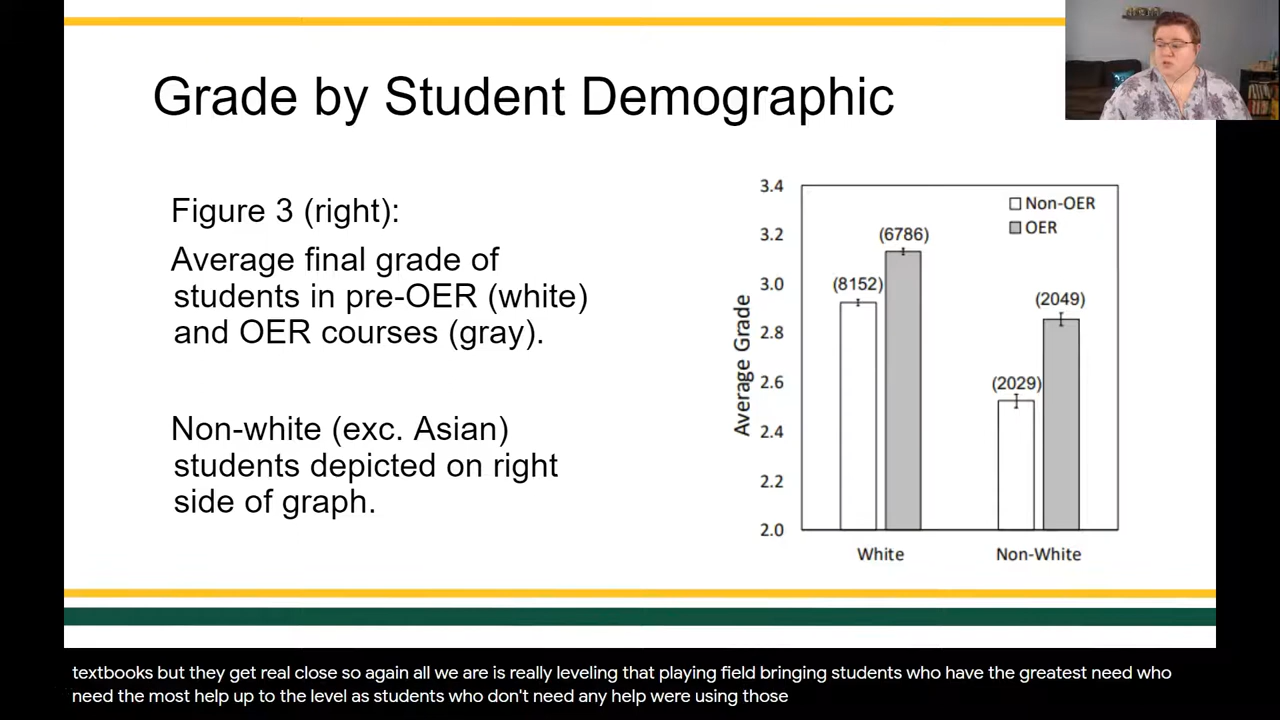 Grade by Student Demographic
Figure 3 (right):
Average final grade of
students in pre-OER (white)
and OER courses (gray).
Non-white (exc. Asian)
students depicted on right
side of graph.
3.4
3.2
3.0
2.8
2.6
2.4
2.2
2.0
Average Grade
Non-OER
OER
(8152)
(6786)
(2029)
(2049)
White
Non-White
textbooks but they get real close so again all we are is really leveling that playing field bringing students who have the greatest need who
need the most help up to the level as students who don't need any help were using those